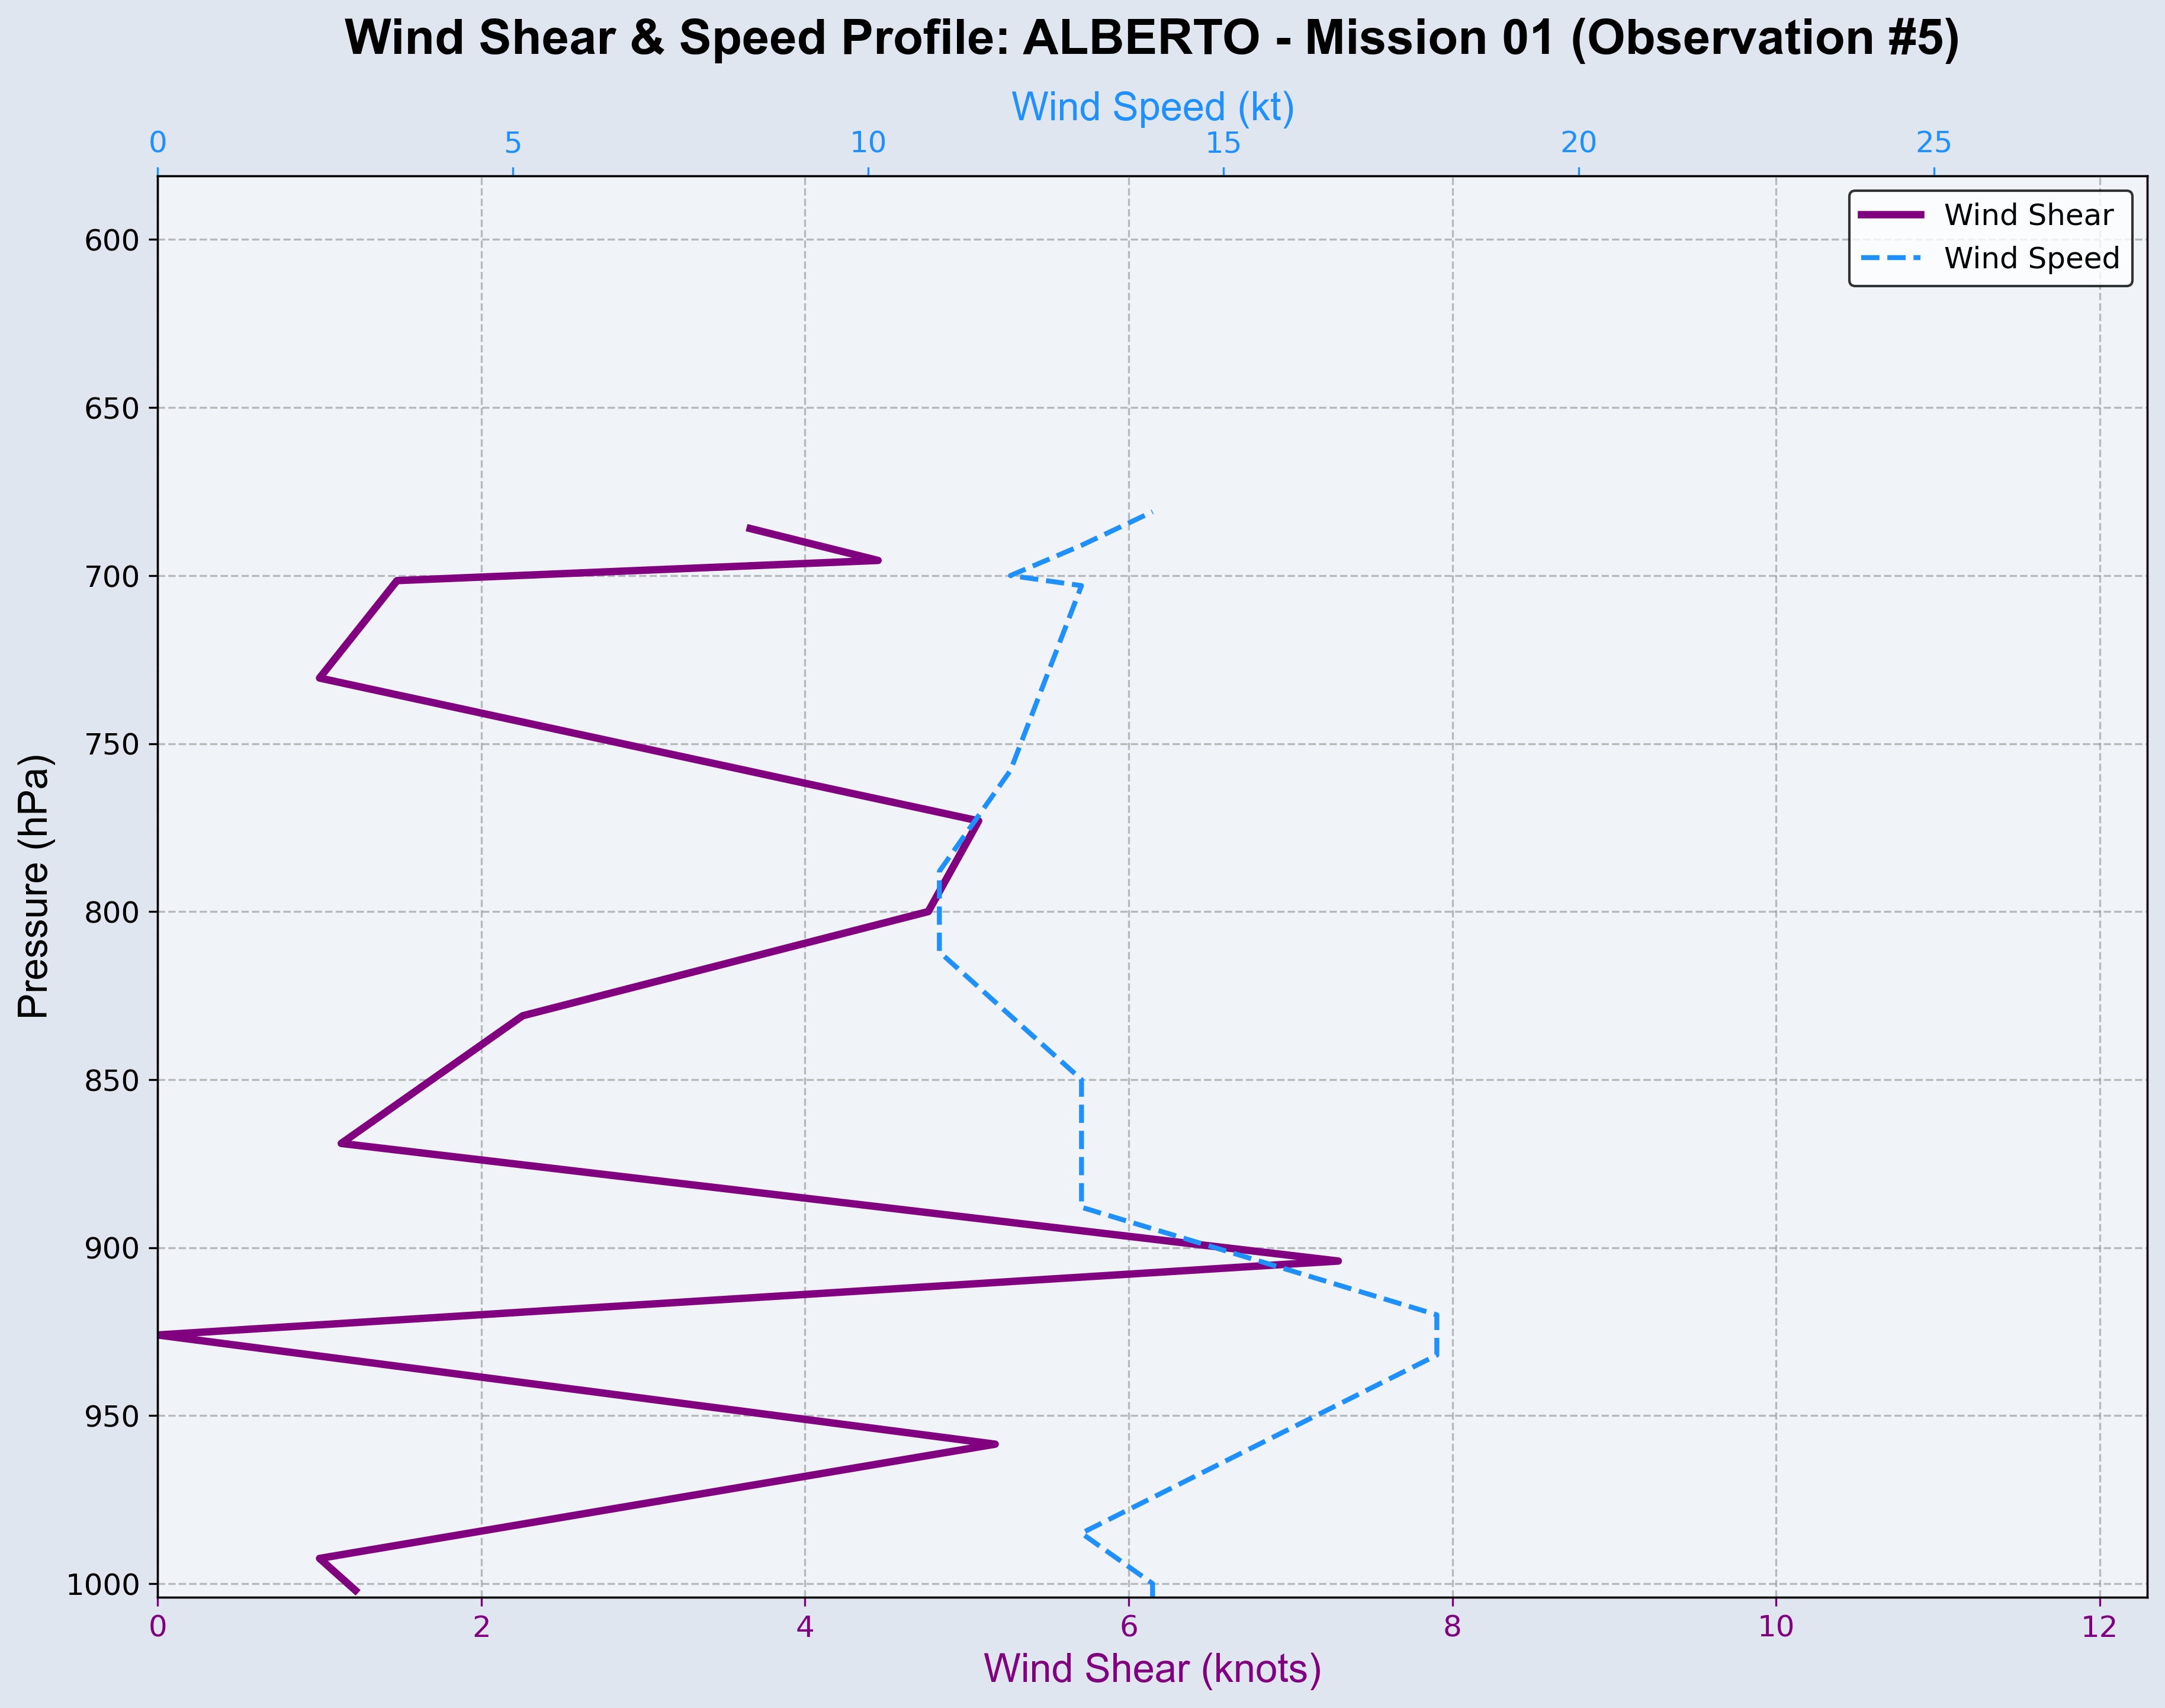 Wind Shear & Speed Profile: ALBERTO - Mission 01 (Observation #5)
Wind Speed (kt)
0 5 10 15 20 25
Wind Shear
Wind Speed
Pressure (hPa)
600
650
700
750
800
850
900
950
1000
0 2 4 6 8 10 12
Wind Shear (knots)